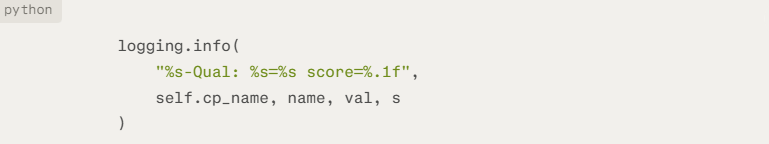 python
logging.info(
"%s-Qual: %s=%s score=%.1f",
self.cp_name, name, val, s
)